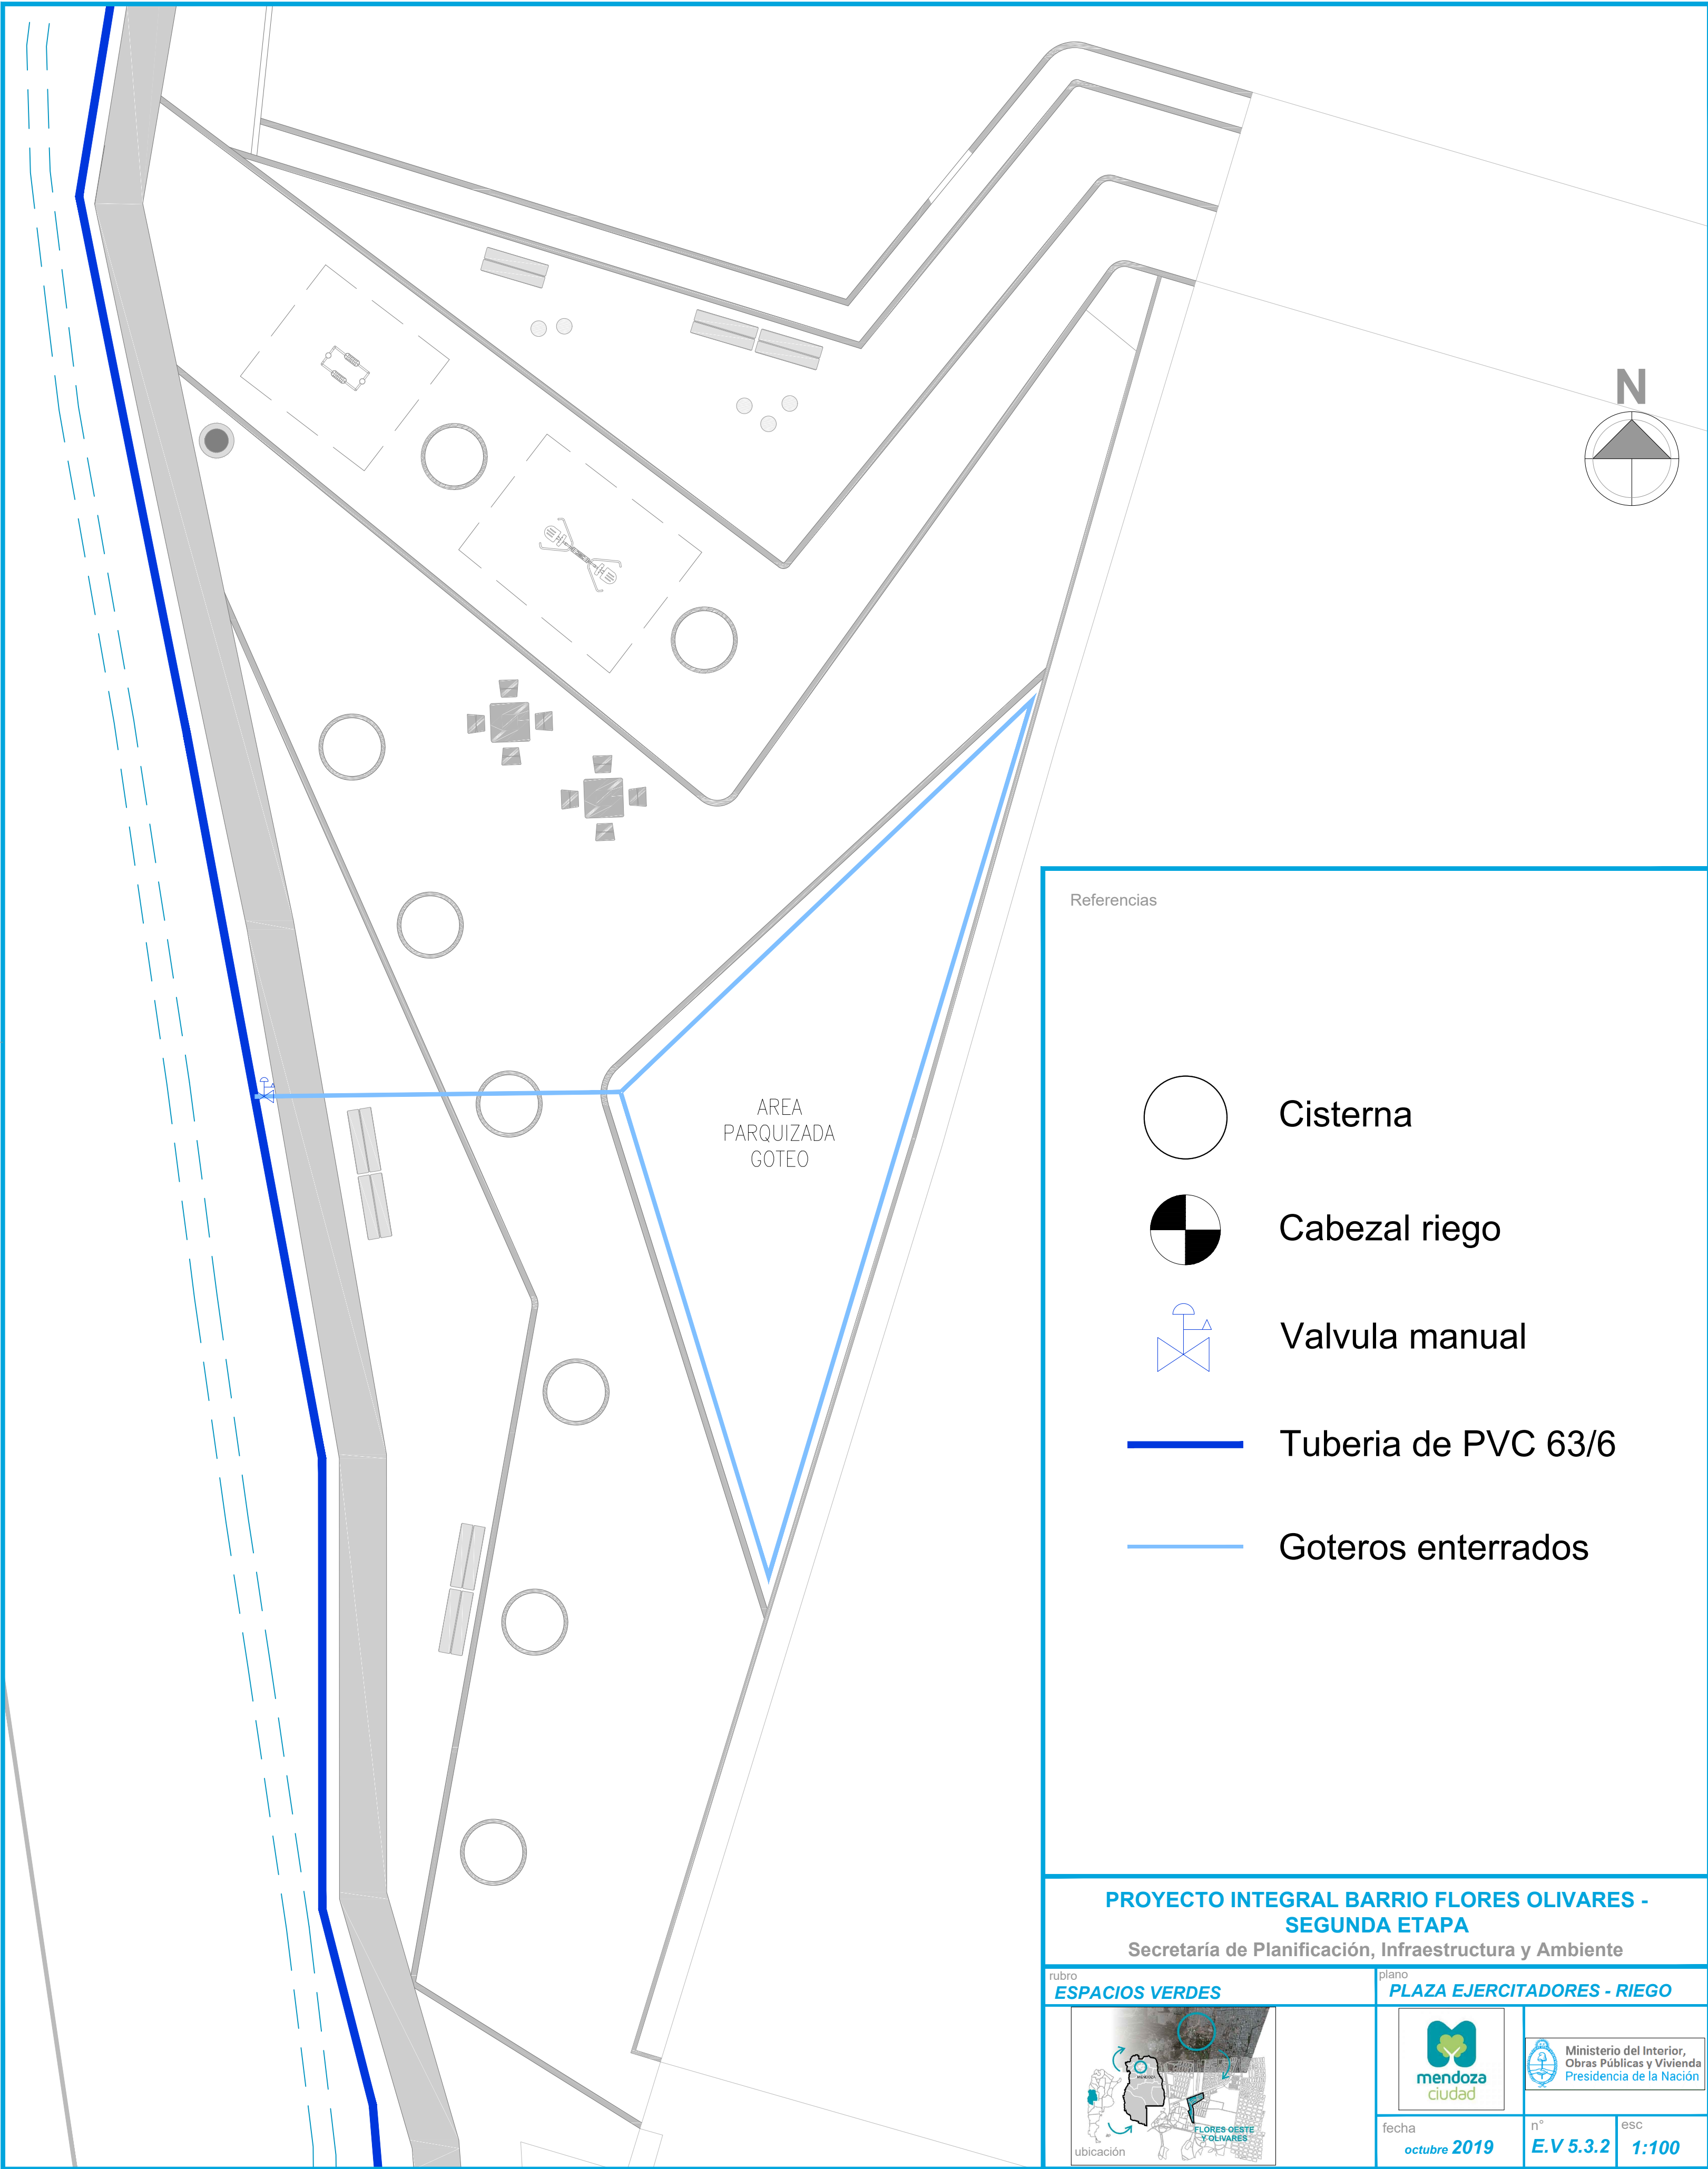 N
AREA
PARQUIZADA
GOTEO
Referencias
Cisterna
Cabezal riego
Valvula manual
Tuberia de PVC 63/6
Goteros enterrados
PROYECTO INTEGRAL BARRIO FLORES OLIVARES -
SEGUNDA ETAPA
Secretaría de Planificación, Infraestructura y Ambiente
rubro
ESPACIOS VERDES
plano
PLAZA EJERCITADORES - RIEGO
MENDOZA
FLORES OESTE
Y OLIVARES
ubicación
mendoza
ciudad
Ministerio del Interior,
Obras Públicas y Vivienda
Presidencia de la Nación
fecha
octubre 2019
n°
E.V 5.3.2
esc
1:100